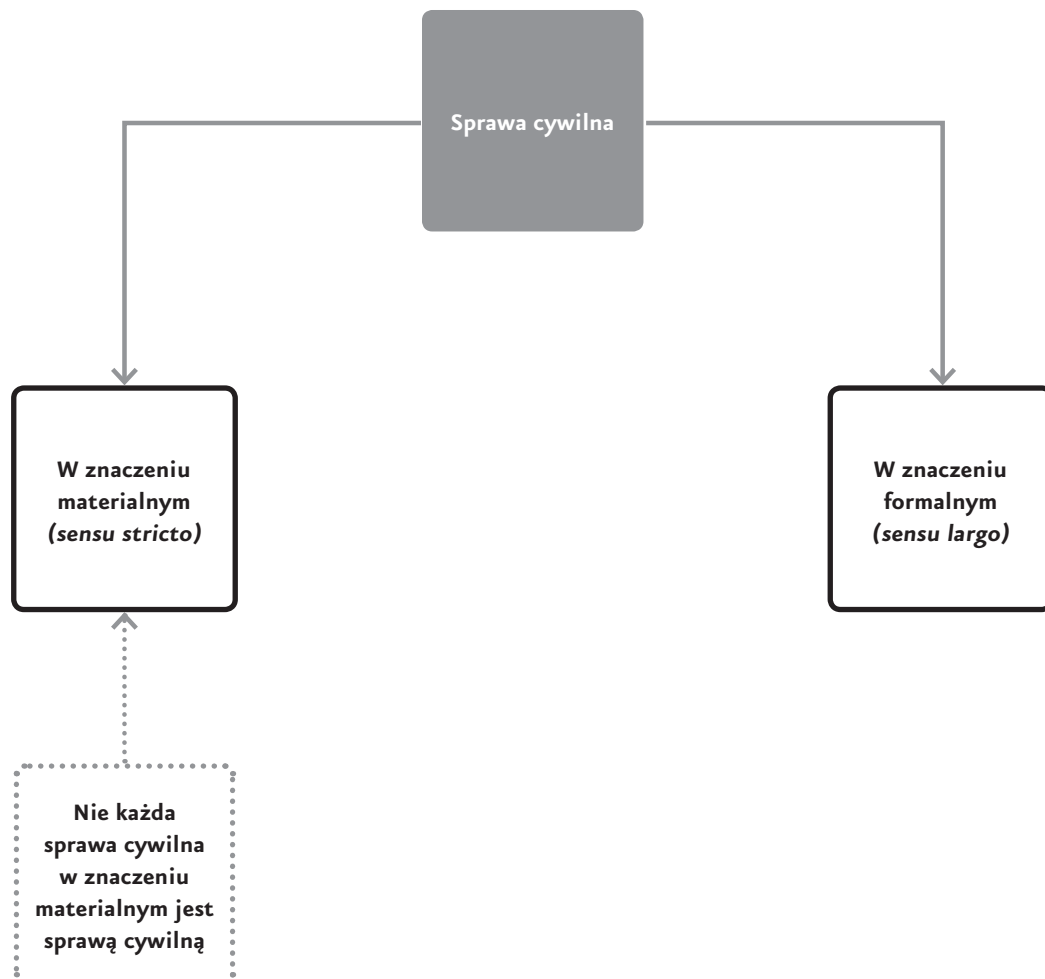 Sprawa cywilna
W znaczeniu
materialnym
(sensu stricto)
W znaczeniu
formalnym
(sensu largo)
Nie każda
sprawa cywilna
w znaczeniu
materialnym jest
sprawą cywilną